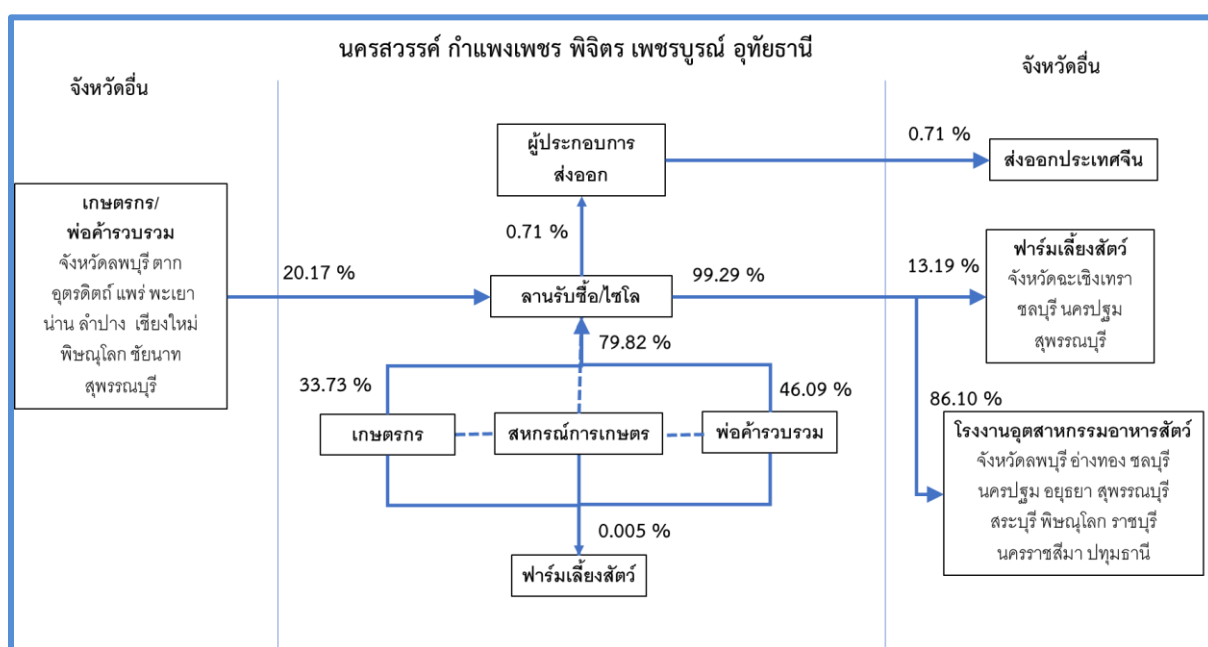 นครสวรรค์ กำแพงเพชร พิจิตร เพชรบูรณ์ อุทัยธานี
จังหวัดอื่น
เกษตรกร/
พ่อค้ารวบรวม
จังหวัดลพบุรี ตาก
อุตรดิตถ์ แพร่ พะเยา
น่าน ลำปาง เชียงใหม่
พิษณุโลก ชัยนาท
สุพรรณบุรี
20.17 %
ผู้ประกอบการ
ส่งออก
0.71 %
ลานรับซื้อ/ไซโล
99.29 %
79.82 %
33.73 %
46.09 %
เกษตรกร
สหกรณ์การเกษตร
พ่อค้ารวบรวม
0.005 %
ฟาร์มเลี้ยงสัตว์
จังหวัดอื่น
0.71 %
ส่งออกประเทศจีน
13.19 %
ฟาร์มเลี้ยงสัตว์
จังหวัดฉะเชิงเทรา
ชลบุรี นครปฐม
สุพรรณบุรี
86.10 %
โรงงานอุตสาหกรรมอาหารสัตว์
จังหวัดลพบุรี อ่างทอง ชลบุรี
นครปฐม อยุธยา สุพรรณบุรี
สระบุรี พิษณุโลก ราชบุรี
นครราชสีมา ปทุมธานี